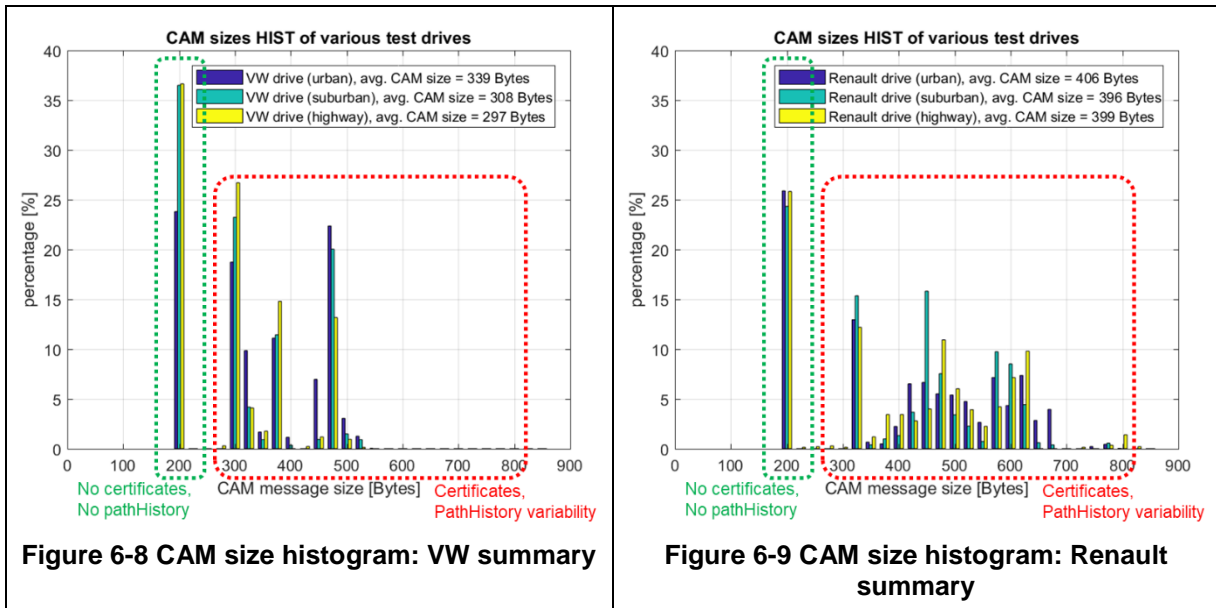 CAM sizes HIST of various test drives
40
35
30
25
20
15
10
5
0
percentage [%]
VW drive (urban), avg. CAM size = 339 Bytes
VW drive (suburban), avg. CAM size = 308 Bytes
VW drive (highway), avg. CAM size = 297 Bytes
0 100 200 300 400 500 600 700 800 900
No certificates,
No pathHistory
CAM message size [Bytes]
Certificates,
PathHistory variability
Figure 6-8 CAM size histogram: VW summary
CAM sizes HIST of various test drives
40
35
30
25
20
15
10
5
0
percentage [%]
Renault drive (urban), avg. CAM size = 406 Bytes
Renault drive (suburban), avg. CAM size = 396 Bytes
Renault drive (highway), avg. CAM size = 399 Bytes
0 100 200 300 400 500 600 700 800 900
No certificates,
No pathHistory
CAM message size [Bytes]
Certificates,
PathHistory variability
Figure 6-9 CAM size histogram: Renault
summary